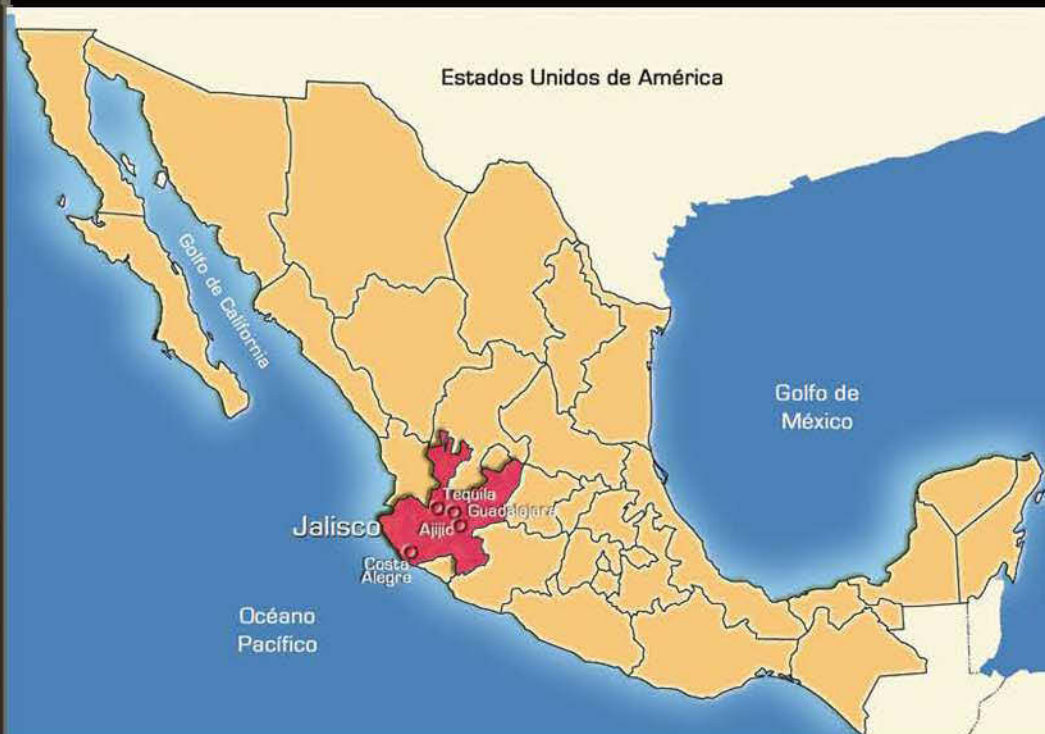 Estados Unidos de América
Golfo de California
Golfo de
México
Tequila
Guadalajara
Jalisco
Ajijic
Costa
Alegre
Océano
Pacífico